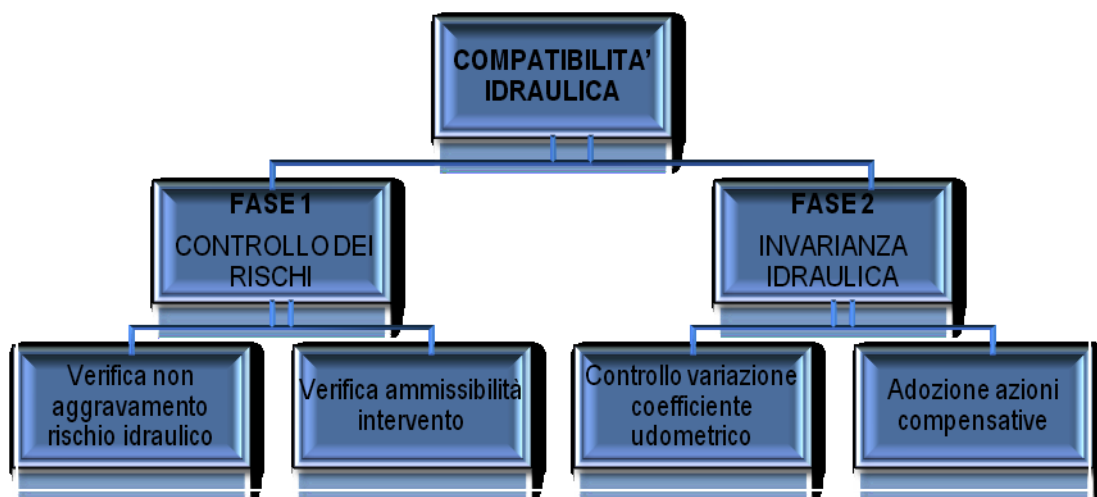 COMPATIBILITA'
IDRAULICA
FASE 1
CONTROLLO DEI
RISCHI
FASE 2
INVARIANZA
IDRAULICA
Verifica non
aggravamento
rischio idraulico
Verifica ammissibilità
intervento
Controllo variazione
coefficiente
udometrico
Adozione azioni
compensative